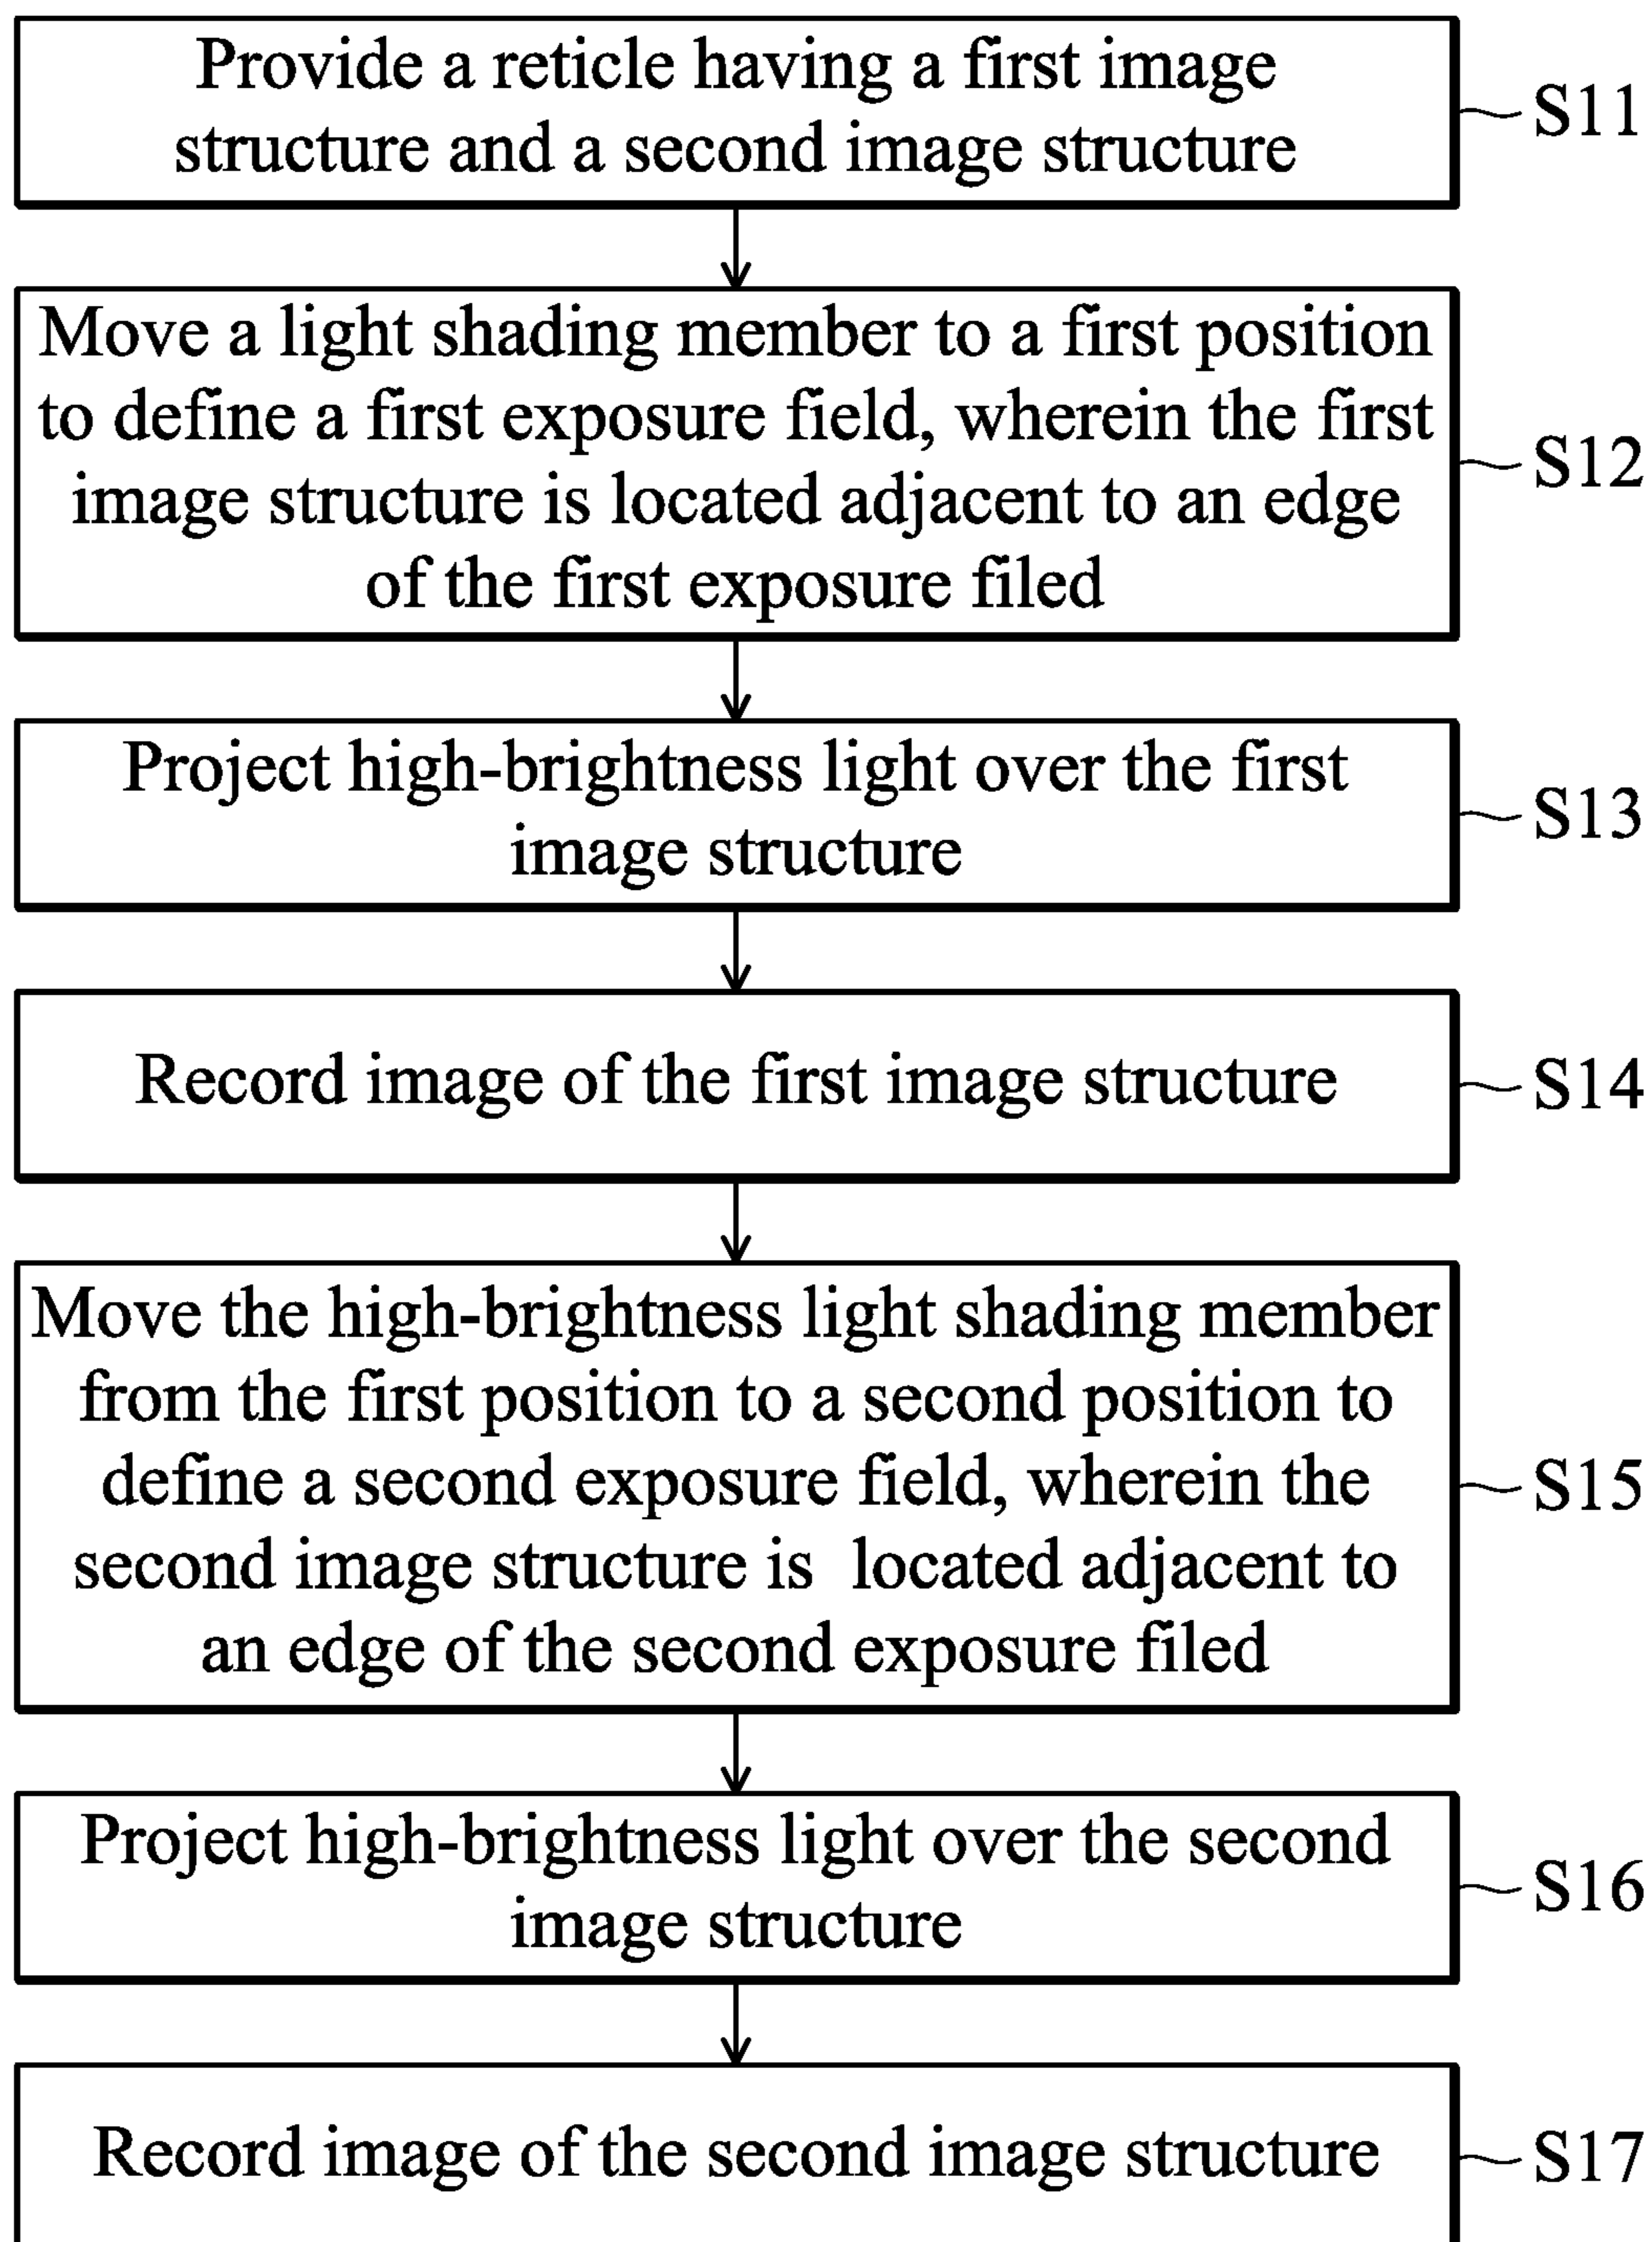 Provide a reticle having a first image
structure and a second image structure
S11
Move a light shading member to a first position
to define a first exposure field, wherein the first
image structure is located adjacent to an edge
of the first exposure filed
S12
Project high-brightness light over the first
image structure
S13
Record image of the first image structure
S14
Move the high-brightness light shading member
from the first position to a second position to
define a second exposure field, wherein the
second image structure is  located adjacent to
an edge of the second exposure filed
S15
Project high-brightness light over the second
image structure
S16
Record image of the second image structure
S17